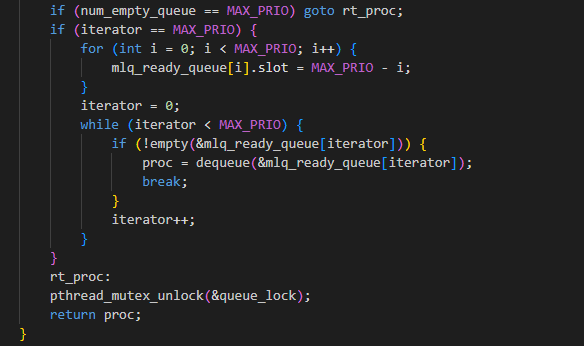 if (num_empty_queue == MAX_PRIO) goto rt_proc;
if (iterator == MAX_PRIO) {
for (int i = 0; i < MAX_PRIO; i++) {
mlq_ready_queue[i].slot = MAX_PRIO - i;
}
iterator = 0;
while (iterator < MAX_PRIO) {
if (!empty(&mlq_ready_queue[iterator])) {
proc = dequeue(&mlq_ready_queue[iterator]);
break;
}
iterator++;
}
}
rt_proc:
pthread_mutex_unlock(&queue_lock);
return proc;
}